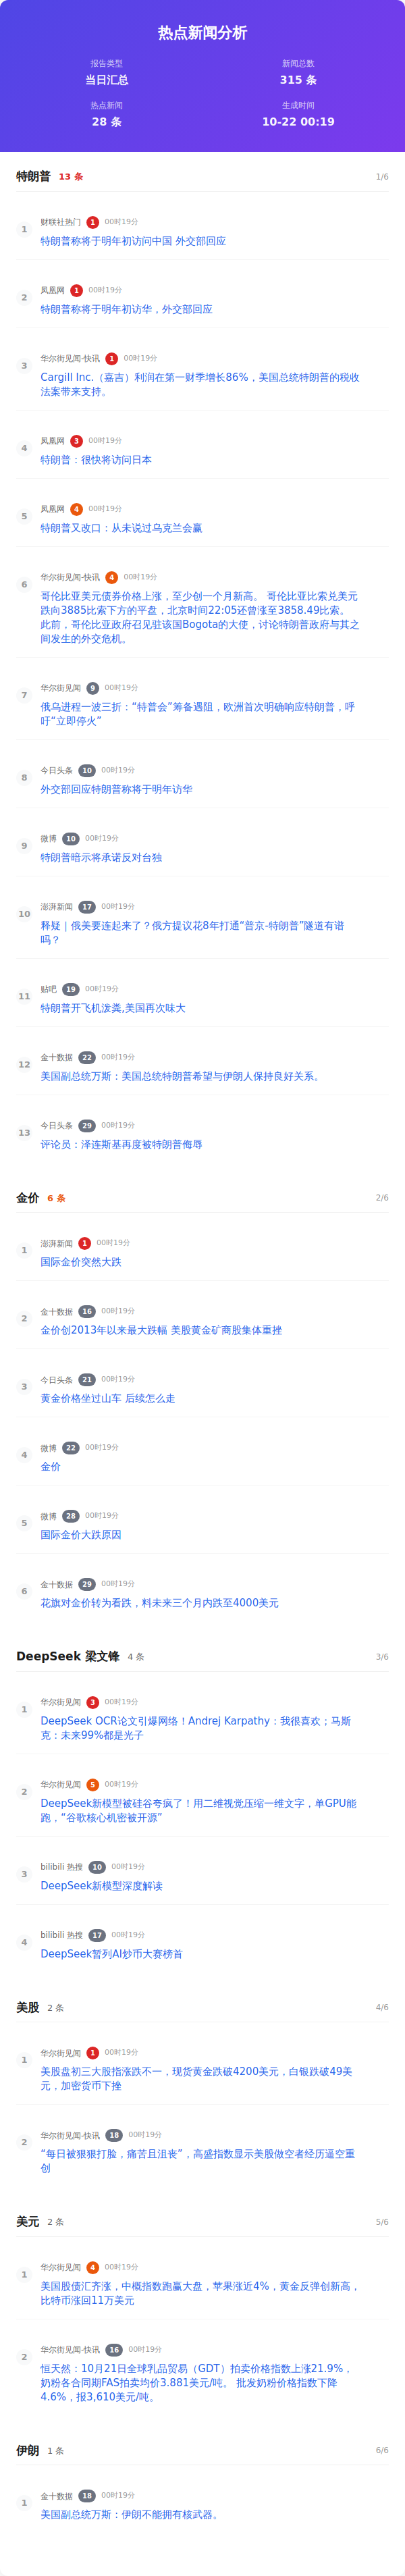 热点新闻分析
报告类型
当日汇总
新闻总数
315 条
热点新闻
28 条
生成时间
10-22 00:19
特朗普 13 条 1/6
1
财联社热门 1 00时19分
特朗普称将于明年初访问中国 外交部回应
2
凤凰网 1 00时19分
特朗普称将于明年初访华，外交部回应
3
华尔街见闻-快讯 1 00时19分
Cargill Inc.（嘉吉）利润在第一财季增长86%，美国总统特朗普的税收
法案带来支持。
4
凤凰网 3 00时19分
特朗普：很快将访问日本
5
凤凰网 4 00时19分
特朗普又改口：从未说过乌克兰会赢
6
华尔街见闻-快讯 4 00时19分
哥伦比亚美元债券价格上涨，至少创一个月新高。 哥伦比亚比索兑美元
跌向3885比索下方的平盘，北京时间22:05还曾涨至3858.49比索。
此前，哥伦比亚政府召见驻该国Bogota的大使，讨论特朗普政府与其之
间发生的外交危机。
7
华尔街见闻 9 00时19分
俄乌进程一波三折：“特普会”筹备遇阻，欧洲首次明确响应特朗普，呼
吁“立即停火”
8
今日头条 10 00时19分
外交部回应特朗普称将于明年访华
9
微博 10 00时19分
特朗普暗示将承诺反对台独
10
澎湃新闻 17 00时19分
释疑｜俄美要连起来了？俄方提议花8年打通“普京-特朗普”隧道有谱
吗？
11
贴吧 19 00时19分
特朗普开飞机泼粪,美国再次味大
12
金十数据 22 00时19分
美国副总统万斯：美国总统特朗普希望与伊朗人保持良好关系。
13
今日头条 29 00时19分
评论员：泽连斯基再度被特朗普侮辱
金价 6 条 2/6
1
澎湃新闻 1 00时19分
国际金价突然大跌
2
金十数据 16 00时19分
金价创2013年以来最大跌幅 美股黄金矿商股集体重挫
3
今日头条 21 00时19分
黄金价格坐过山车 后续怎么走
4
微博 22 00时19分
金价
5
微博 28 00时19分
国际金价大跌原因
6
金十数据 29 00时19分
花旗对金价转为看跌，料未来三个月内跌至4000美元
DeepSeek 梁文锋 4 条 3/6
1
华尔街见闻 3 00时19分
DeepSeek OCR论文引爆网络！Andrej Karpathy：我很喜欢；马斯
克：未来99%都是光子
2
华尔街见闻 5 00时19分
DeepSeek新模型被硅谷夸疯了！用二维视觉压缩一维文字，单GPU能
跑，“谷歌核心机密被开源”
3
bilibili 热搜 10 00时19分
DeepSeek新模型深度解读
4
bilibili 热搜 17 00时19分
DeepSeek暂列AI炒币大赛榜首
美股 2 条 4/6
1
华尔街见闻 1 00时19分
美股盘初三大股指涨跌不一，现货黄金跌破4200美元，白银跌破49美
元，加密货币下挫
2
华尔街见闻-快讯 18 00时19分
“每日被狠狠打脸，痛苦且沮丧”，高盛指数显示美股做空者经历逼空重
创
美元 2 条 5/6
1
华尔街见闻 4 00时19分
美国股债汇齐涨，中概指数跑赢大盘，苹果涨近4%，黄金反弹创新高，
比特币涨回11万美元
2
华尔街见闻-快讯 16 00时19分
恒天然：10月21日全球乳品贸易（GDT）拍卖价格指数上涨21.9%，
奶粉各合同期FAS拍卖均价3.881美元/吨。 批发奶粉价格指数下降
4.6%，报3,610美元/吨。
伊朗 1 条 6/6
1
金十数据 18 00时19分
美国副总统万斯：伊朗不能拥有核武器。